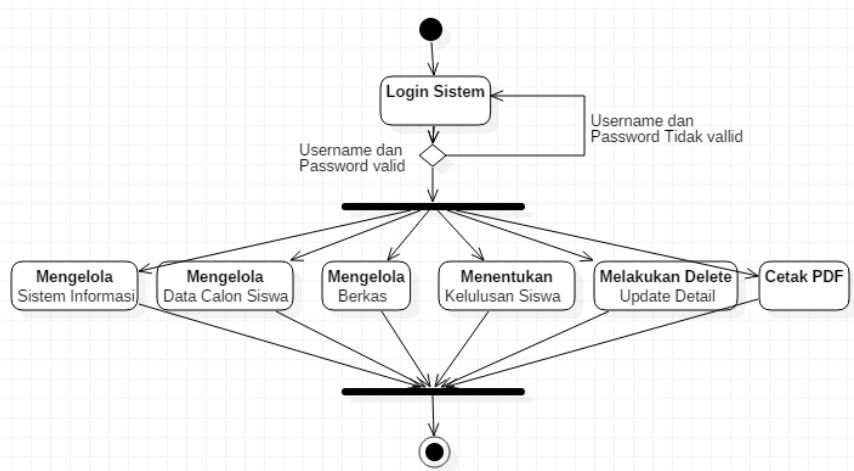 Login Sistem
Username dan
Password Tidak vallid
Username dan
Password valid
Mengelola
Sistem Informasi
Mengelola
Data Calon Siswa
Mengelola
Berkas
Menentukan
Kelulusan Siswa
Melakukan Delete
Update Detail
Cetak PDF